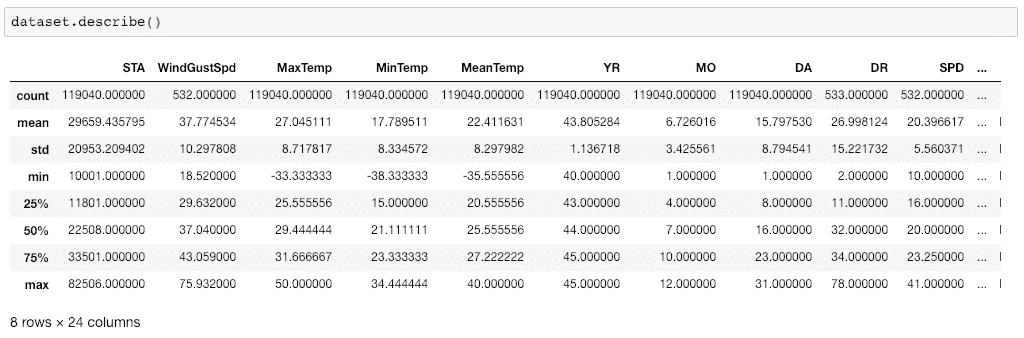 dataset.describe()
STA WindGustSpd MaxTemp MinTemp MeanTemp YR MO DA DR SPD ...
count 119040.000000 532.000000 119040.000000 119040.000000 119040.000000 119040.000000 119040.000000 119040.000000 533.000000 532.000000 ...
mean 29659.435795 37.774534 27.045111 17.789511 22.411631 43.805284 6.726016 15.797530 26.998124 20.396617 ...
std 20953.209402 10.297808 8.717817 8.334572 8.297982 1.136718 3.425561 8.794541 15.221732 5.560371 ...
min 10001.000000 18.520000 -33.333333 -38.333333 -35.555556 40.000000 1.000000 1.000000 2.000000 10.000000 ...
25% 11801.000000 29.632000 25.555556 15.000000 20.555556 43.000000 4.000000 8.000000 11.000000 16.000000 ...
50% 22508.000000 37.040000 29.444444 21.111111 25.555556 44.000000 7.000000 16.000000 32.000000 20.000000 ...
75% 33501.000000 43.059000 31.666667 23.333333 27.222222 45.000000 10.000000 23.000000 34.000000 23.250000 ...
max 82506.000000 75.932000 50.000000 34.444444 40.000000 45.000000 12.000000 31.000000 78.000000 41.000000 ...
8 rows × 24 columns